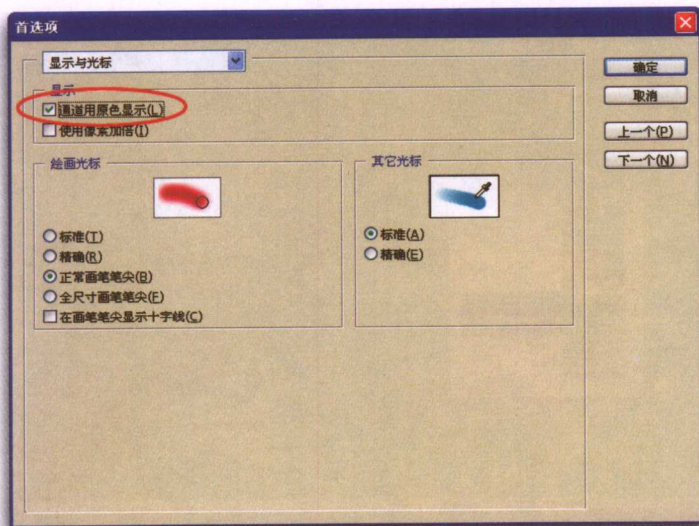 首选项
显示与光标
显示
通道用原色显示(L)
使用像素加倍(I)
绘画光标
标准(T)
精确(R)
正常画笔笔尖(B)
全尺寸画笔笔尖(F)
在画笔笔尖显示十字线(C)
其它光标
标准(A)
精确(E)
确定
取消
上一个(P)
下一个(N)